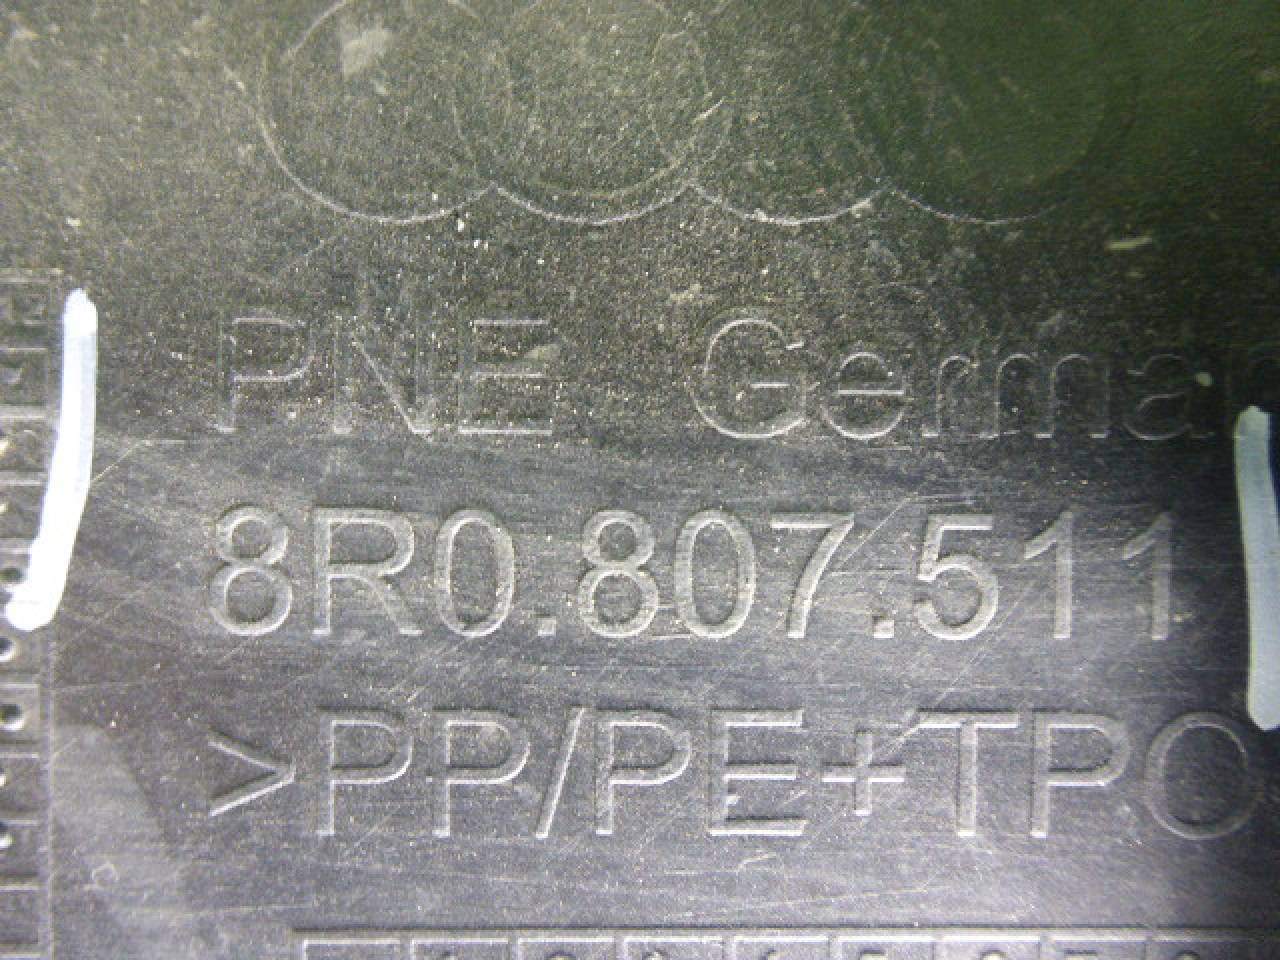 PNE German
8R0.807.511
>PP/PE+TPO